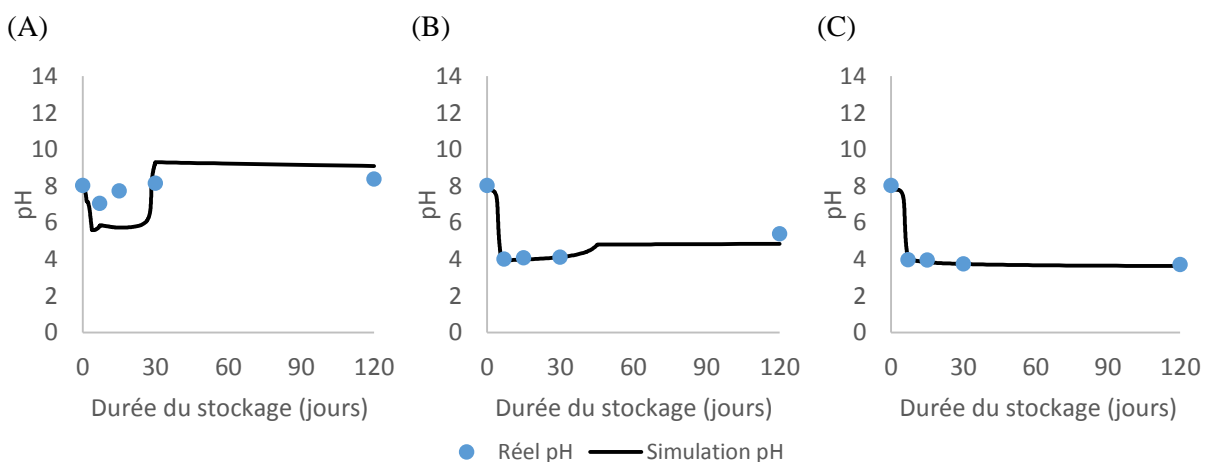 (A) (B) (C)
14 14 14
12 12 12
10 10 10
8 8 8
pH pH pH
6 6 6
4 4 4
2 2 2
0 0 0
0 30 60 90 120 0 30 60 90 120 0 30 60 90 120
Durée du stockage (jours) Durée du stockage (jours) Durée du stockage (jours)
Réel pH Simulation pH